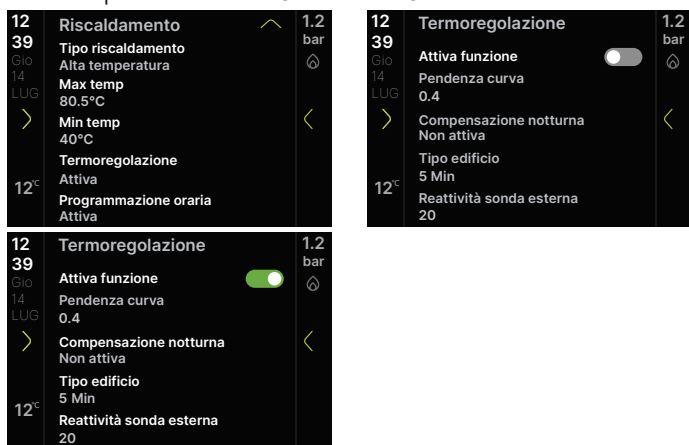 12
39
Gio
14
LUG
12°C
Riscaldamento
Tipo riscaldamento
Alta temperatura
Max temp
80.5°C
Min temp
40°C
Termoregolazione
Attiva
Programmazione oraria
Attiva
1.2
bar
12
39
Gio
14
LUG
12°C
Termoregolazione
Attiva funzione
Pendenza curva
0.4
Compensazione notturna
Non attiva
Tipo edificio
5 Min
Reattività sonda esterna
20
1.2
bar
12
39
Gio
14
LUG
12°C
Termoregolazione
Attiva funzione
Pendenza curva
0.4
Compensazione notturna
Non attiva
Tipo edificio
5 Min
Reattività sonda esterna
20
1.2
bar